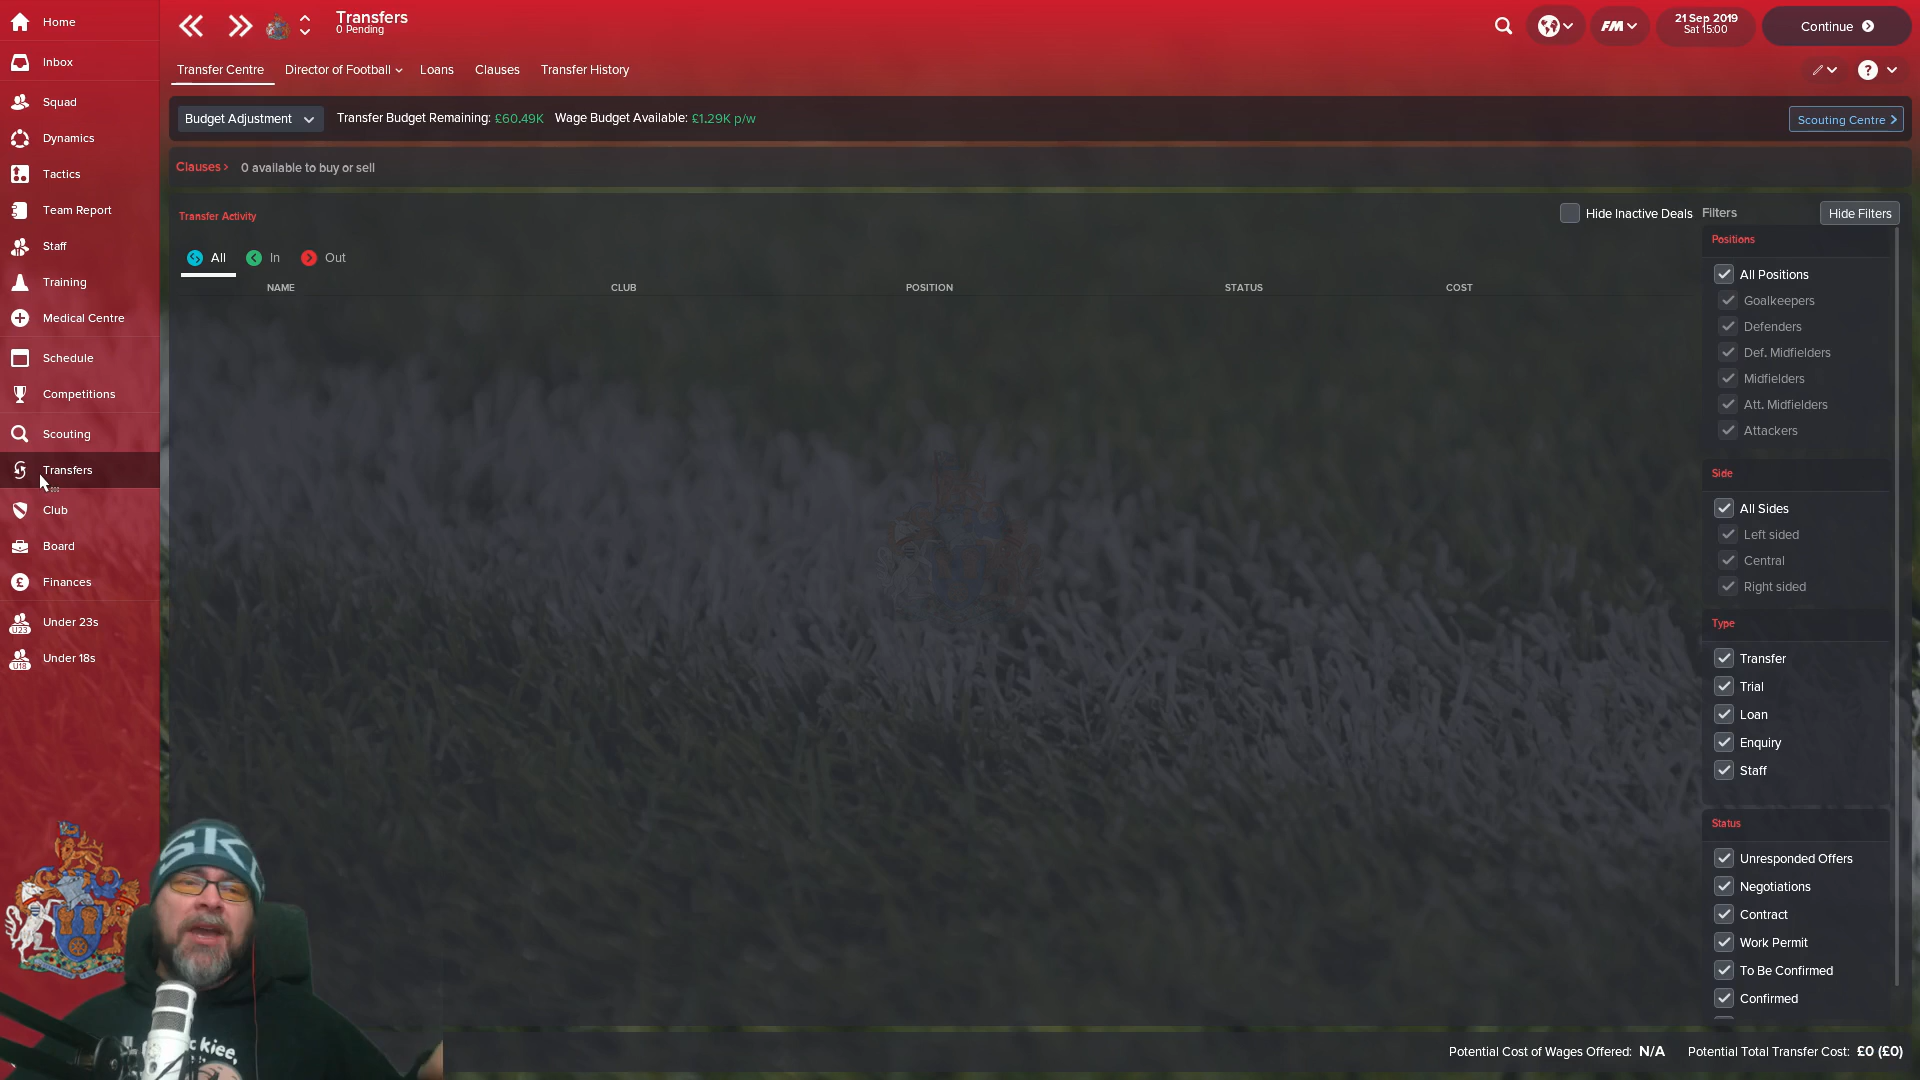 Home
Inbox
Squad
Dynamics
Tactics
Team Report
Staff
Training
Medical Centre
Schedule
Competitions
Scouting
Transfers
Club
Board
Finances
U23
Under 23s
U18
Under 18s
Transfers
0 Pending
FM
21 Sep 2019
Sat 15:00
Continue
Transfer Centre
Director of Football
Loans
Clauses
Transfer History
?
Budget Adjustment
Transfer Budget Remaining: £60.49K
Wage Budget Available: £1.29K p/w
Scouting Centre >
Clauses >
0 available to buy or sell
Transfer Activity
Hide Inactive Deals
Filters
Hide Filters
All
In
Out
NAME
CLUB
POSITION
STATUS
COST
Positions
All Positions
Goalkeepers
Defenders
Def. Midfielders
Midfielders
Att. Midfielders
Attackers
Side
All Sides
Left sided
Central
Right sided
Type
Transfer
Trial
Loan
Enquiry
Staff
Status
Unresponded Offers
Negotiations
Contract
Work Permit
To Be Confirmed
Confirmed
Potential Cost of Wages Offered: N/A
Potential Total Transfer Cost: £0 (£0)
SK
kiee,